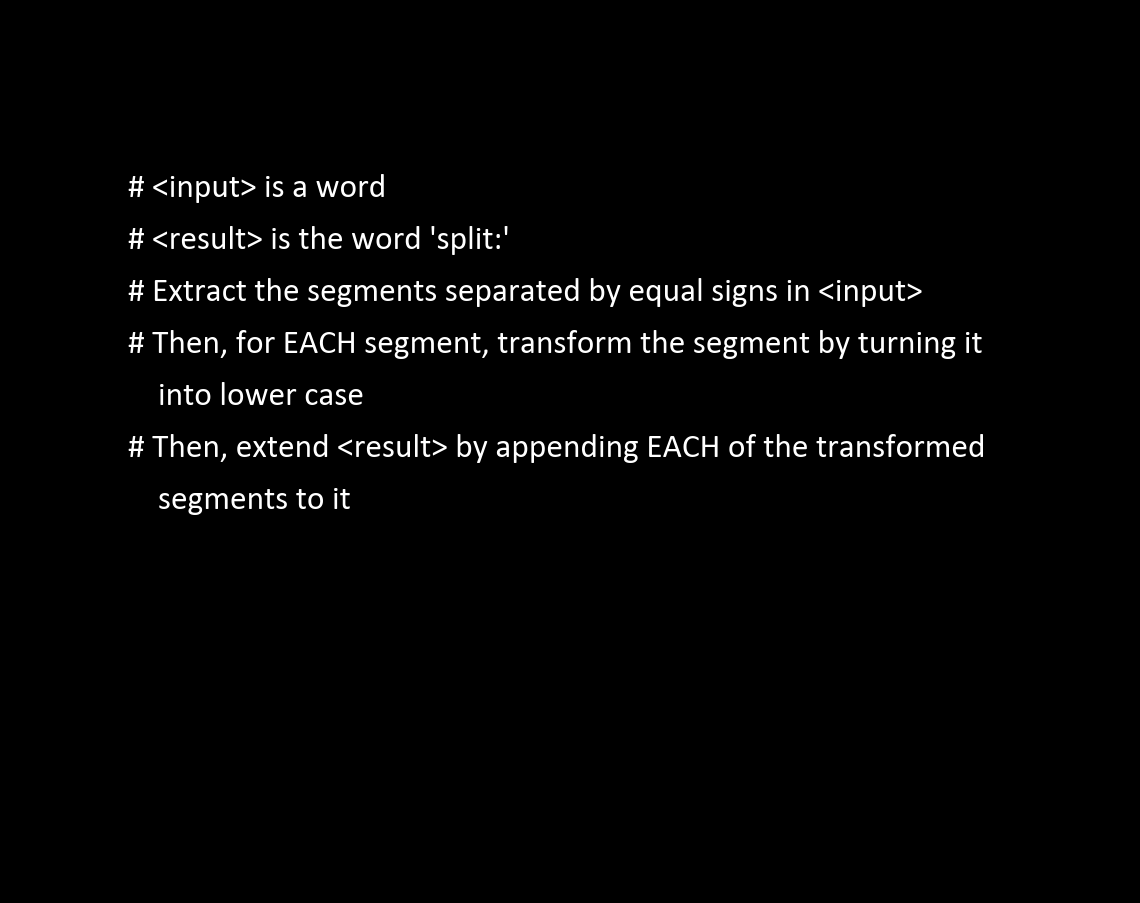 # <input> is a word
# <result> is the word 'split:'
# Extract the segments separated by equal signs in <input>
# Then, for EACH segment, transform the segment by turning it
into lower case
# Then, extend <result> by appending EACH of the transformed
segments to it